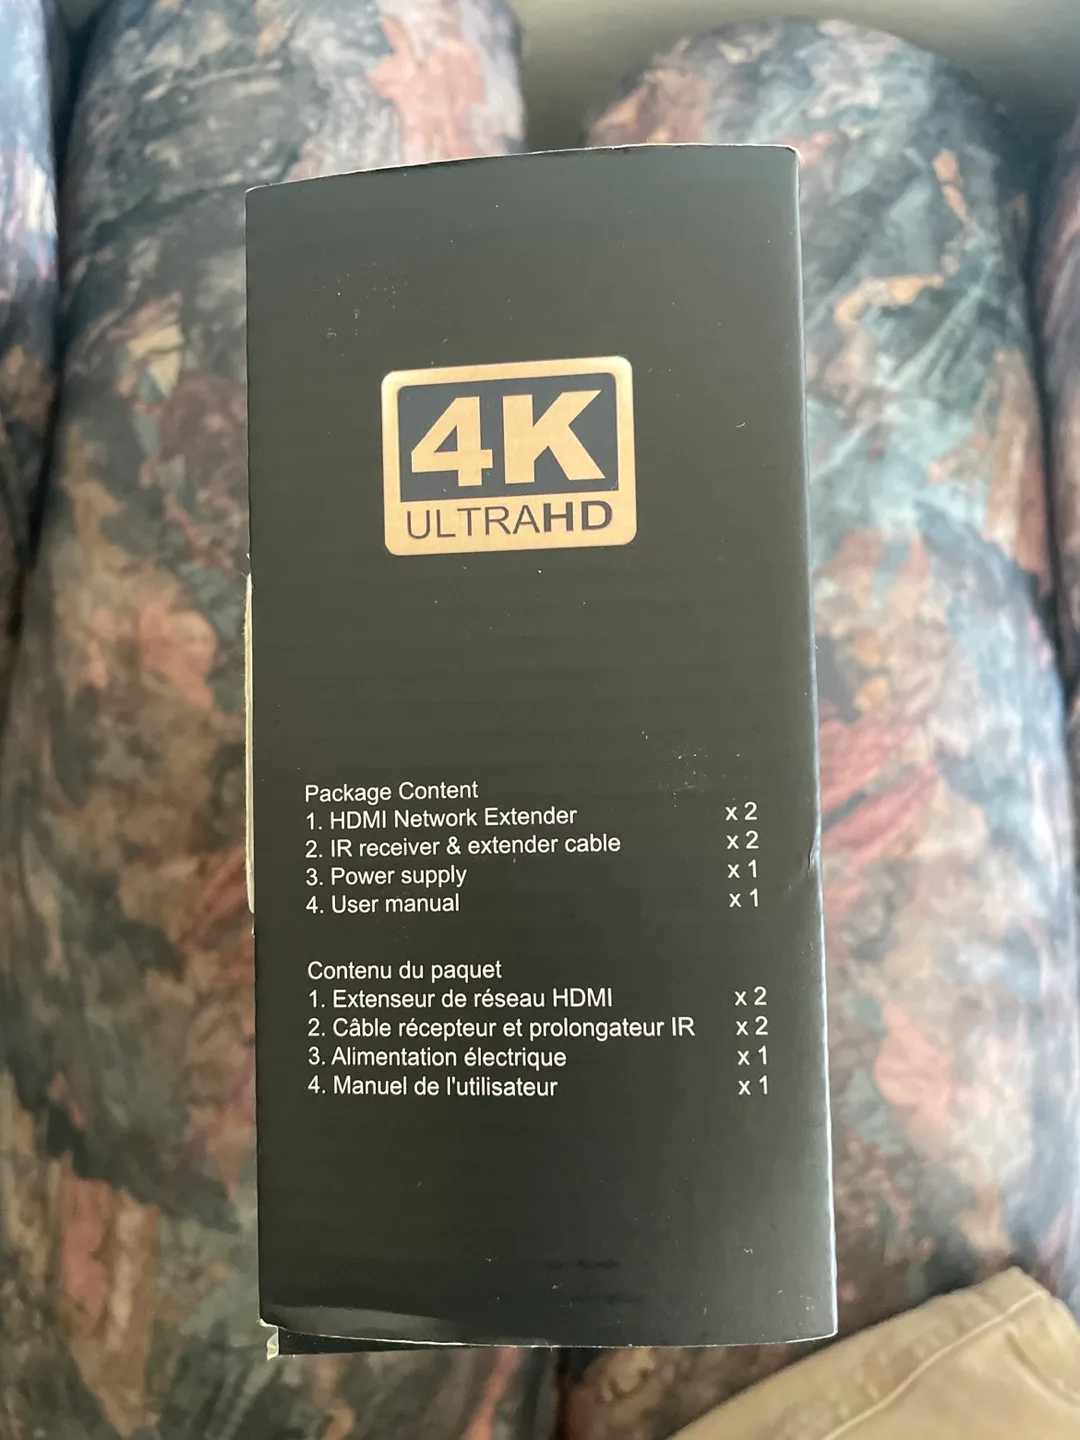 4K
ULTRAHD
Package Content
1. HDMI Network Extender x 2
2. IR receiver & extender cable x 2
3. Power supply x 1
4. User manual x 1
Contenu du paquet
1. Extenseur de réseau HDMI x 2
2. Câble récepteur et prolongateur IR x 2
3. Alimentation électrique x 1
4. Manuel de l'utilisateur x 1